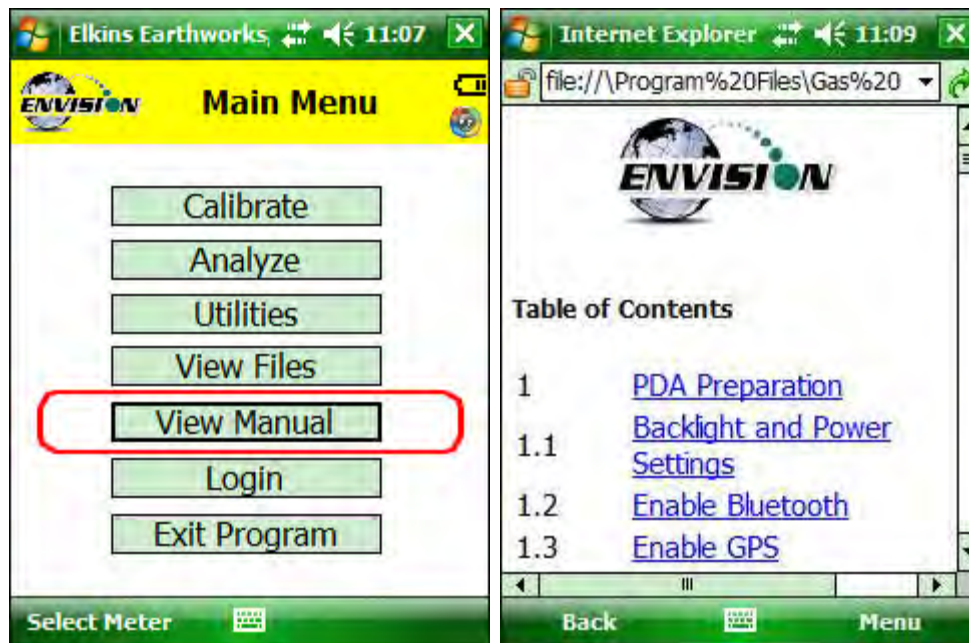 Elkins Earthworks, 11:07
ENVISION
Main Menu
Calibrate
Analyze
Utilities
View Files
View Manual
Login
Exit Program
Select Meter
Internet Explorer 11:09
file://\Program%20Files\Gas%20
ENVISION
Table of Contents
1 PDA Preparation
1.1 Backlight and Power
Settings
1.2 Enable Bluetooth
1.3 Enable GPS
Back Menu